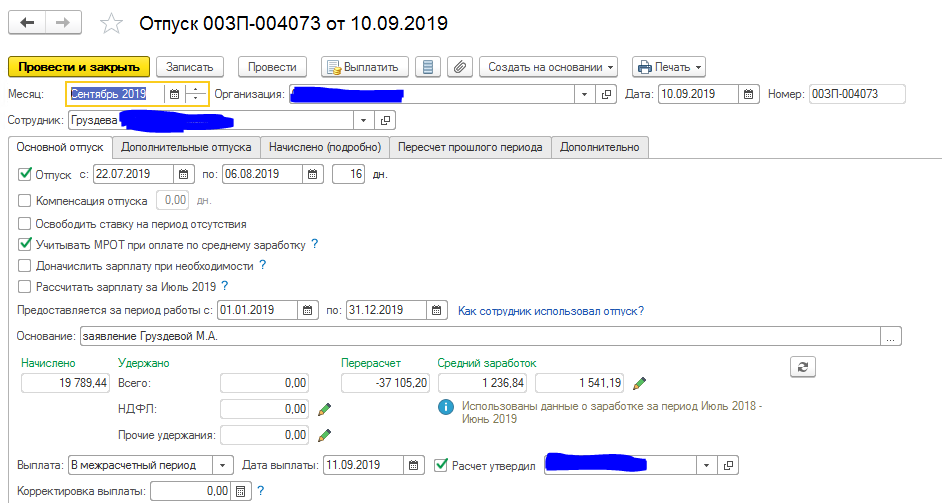 Отпуск 003П-004073 от 10.09.2019
Провести и закрыть Записать Провести Выплатить Создать на основании Печать
Месяц: Сентябрь 2019 Организация: Дата: 10.09.2019 Номер: 003П-004073
Сотрудник: Груздева
Основной отпуск Дополнительные отпуска Начислено (подробно) Пересчет прошлого периода Дополнительно
Отпуск с: 22.07.2019 по: 06.08.2019 16 дн.
Компенсация отпуска 0,00 дн.
Освободить ставку на период отсутствия
Учитывать МРОТ при оплате по среднему заработку ?
Доначислить зарплату при необходимости ?
Рассчитать зарплату за Июль 2019 ?
Предоставляется за период работы с: 01.01.2019 по: 31.12.2019 Как сотрудник использовал отпуск?
Основание: заявление Груздевой М.А. ...
Начислено Удержано Перерасчет Средний заработок
19 789,44 Всего: 0,00 -37 105,20 1 236,84 1 541,19
НДФЛ: 0,00 Использованы данные о заработке за период Июль 2018 -
Июнь 2019
Прочие удержания: 0,00
Выплата: В межрасчетный период Дата выплаты: 11.09.2019 Расчет утвердил
Корректировка выплаты: 0,00 ?